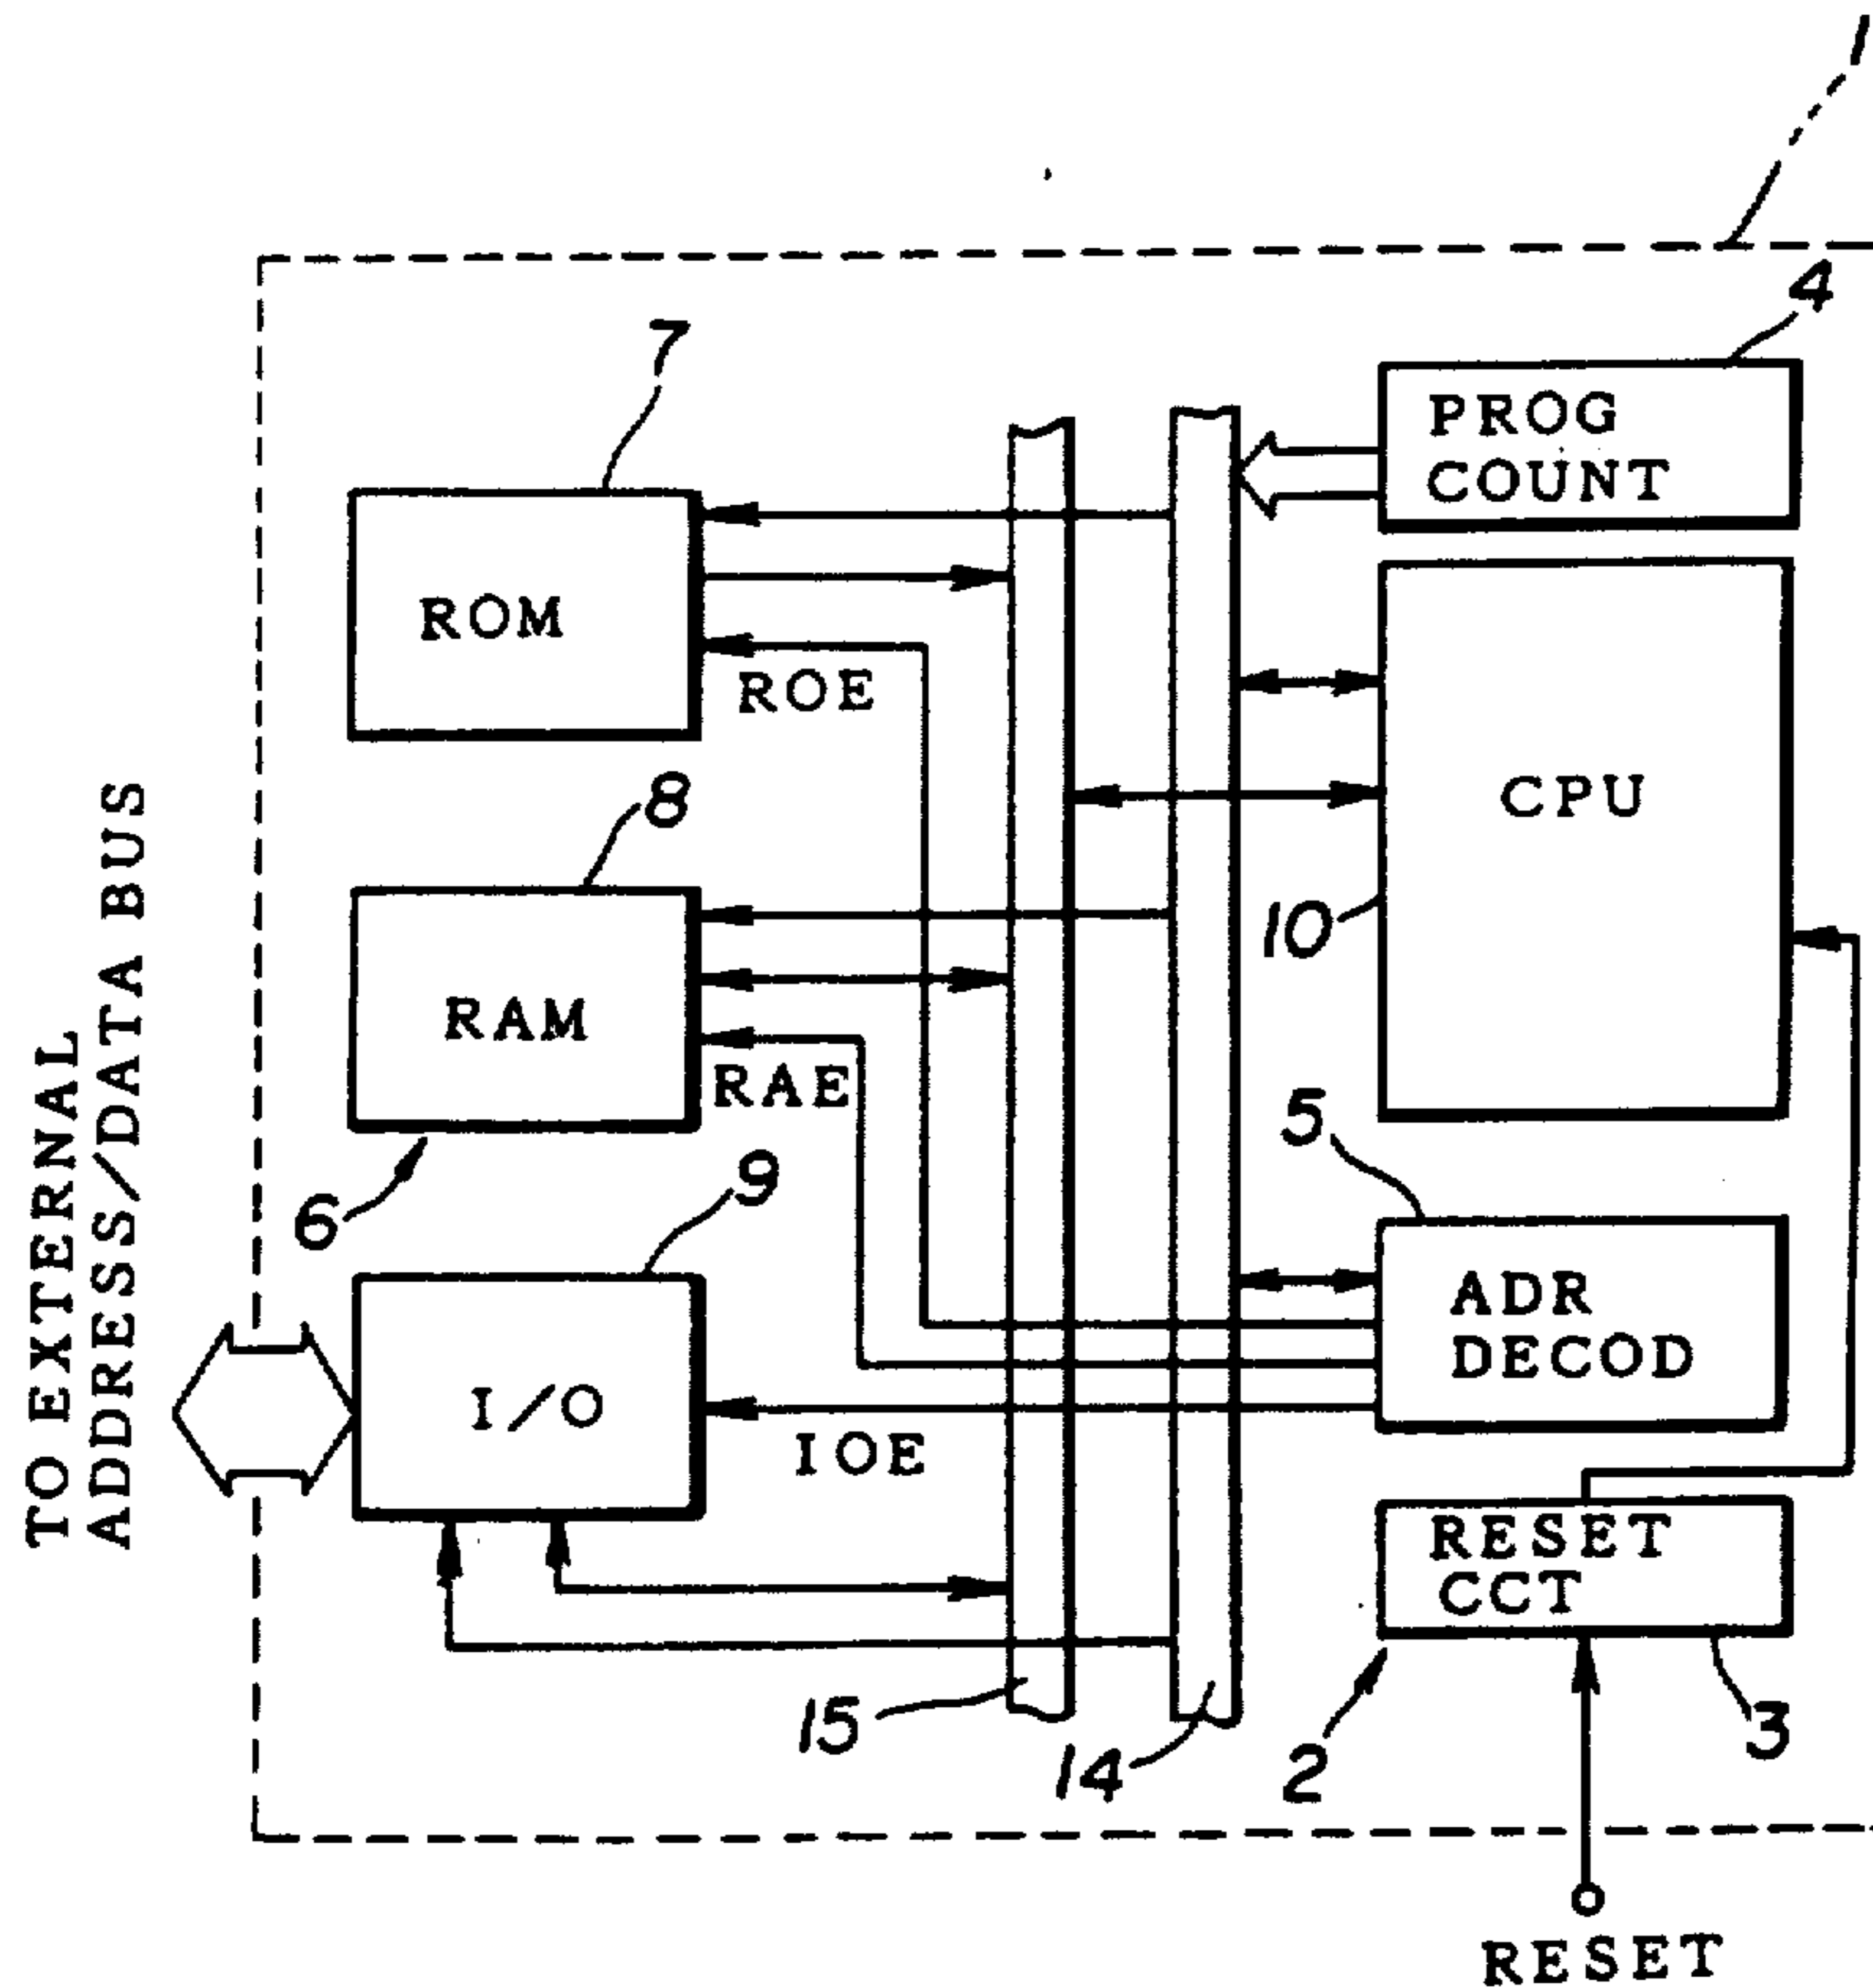 1
4
PROG
COUNT
7
ROM
ROE
CPU
10
8
RAM
RAE
6
5
ADR
DECOD
9
I/O
IOE
TO EXTERNAL
ADDRESS/DATA BUS
RESET
CCT
15
14
2
3
RESET